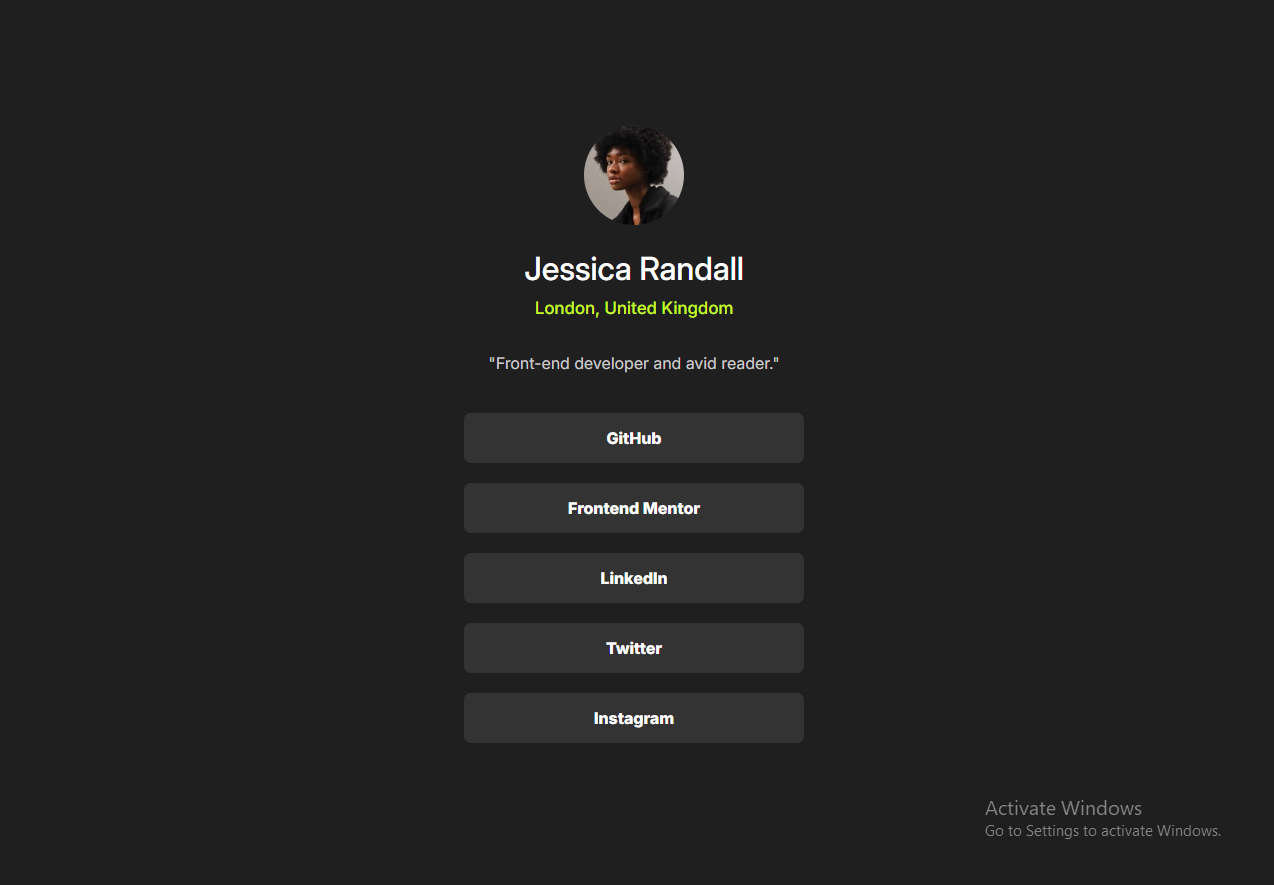 Jessica Randall
London, United Kingdom
"Front-end developer and avid reader."
GitHub
Frontend Mentor
LinkedIn
Twitter
Instagram
Activate Windows
Go to Settings to activate Windows.